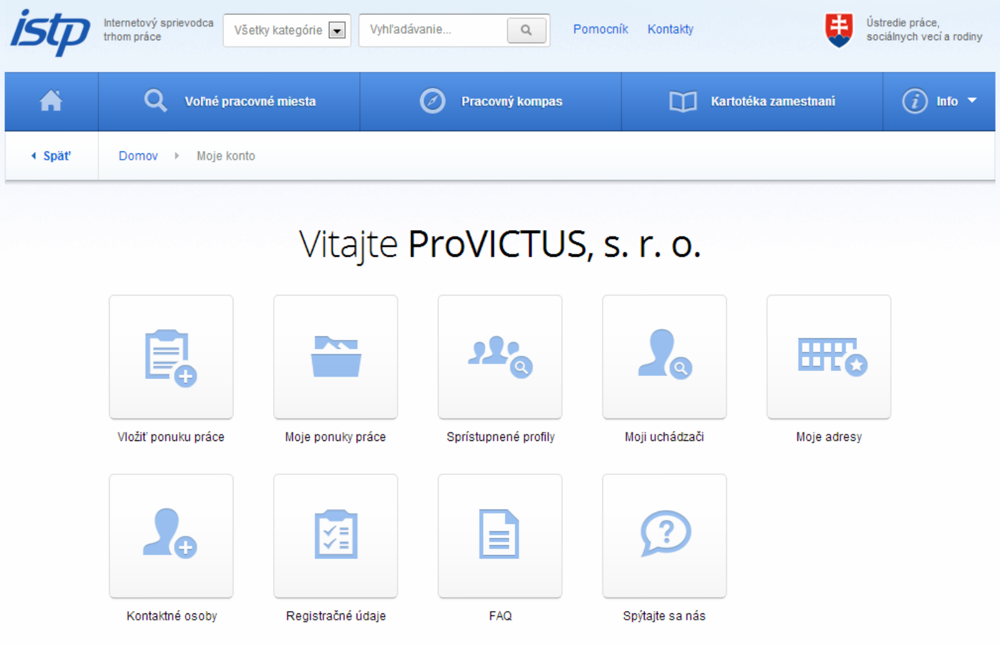 istp
Internetový sprievodca
trhom práce
Všetky kategórie
Vyhľadávanie...
Pomocník
Kontakty
Ústredie práce,
sociálnych vecí a rodiny
Voľné pracovné miesta
Pracovný kompas
Kartotéka zamestnaní
Info
Späť
Domov
Moje konto
Vitajte ProVICTUS, s. r. o.
Vložiť ponuku práce
Moje ponuky práce
Sprístupnené profily
Moji uchádzači
Moje adresy
Kontaktné osoby
Registračné údaje
FAQ
Spýtajte sa nás